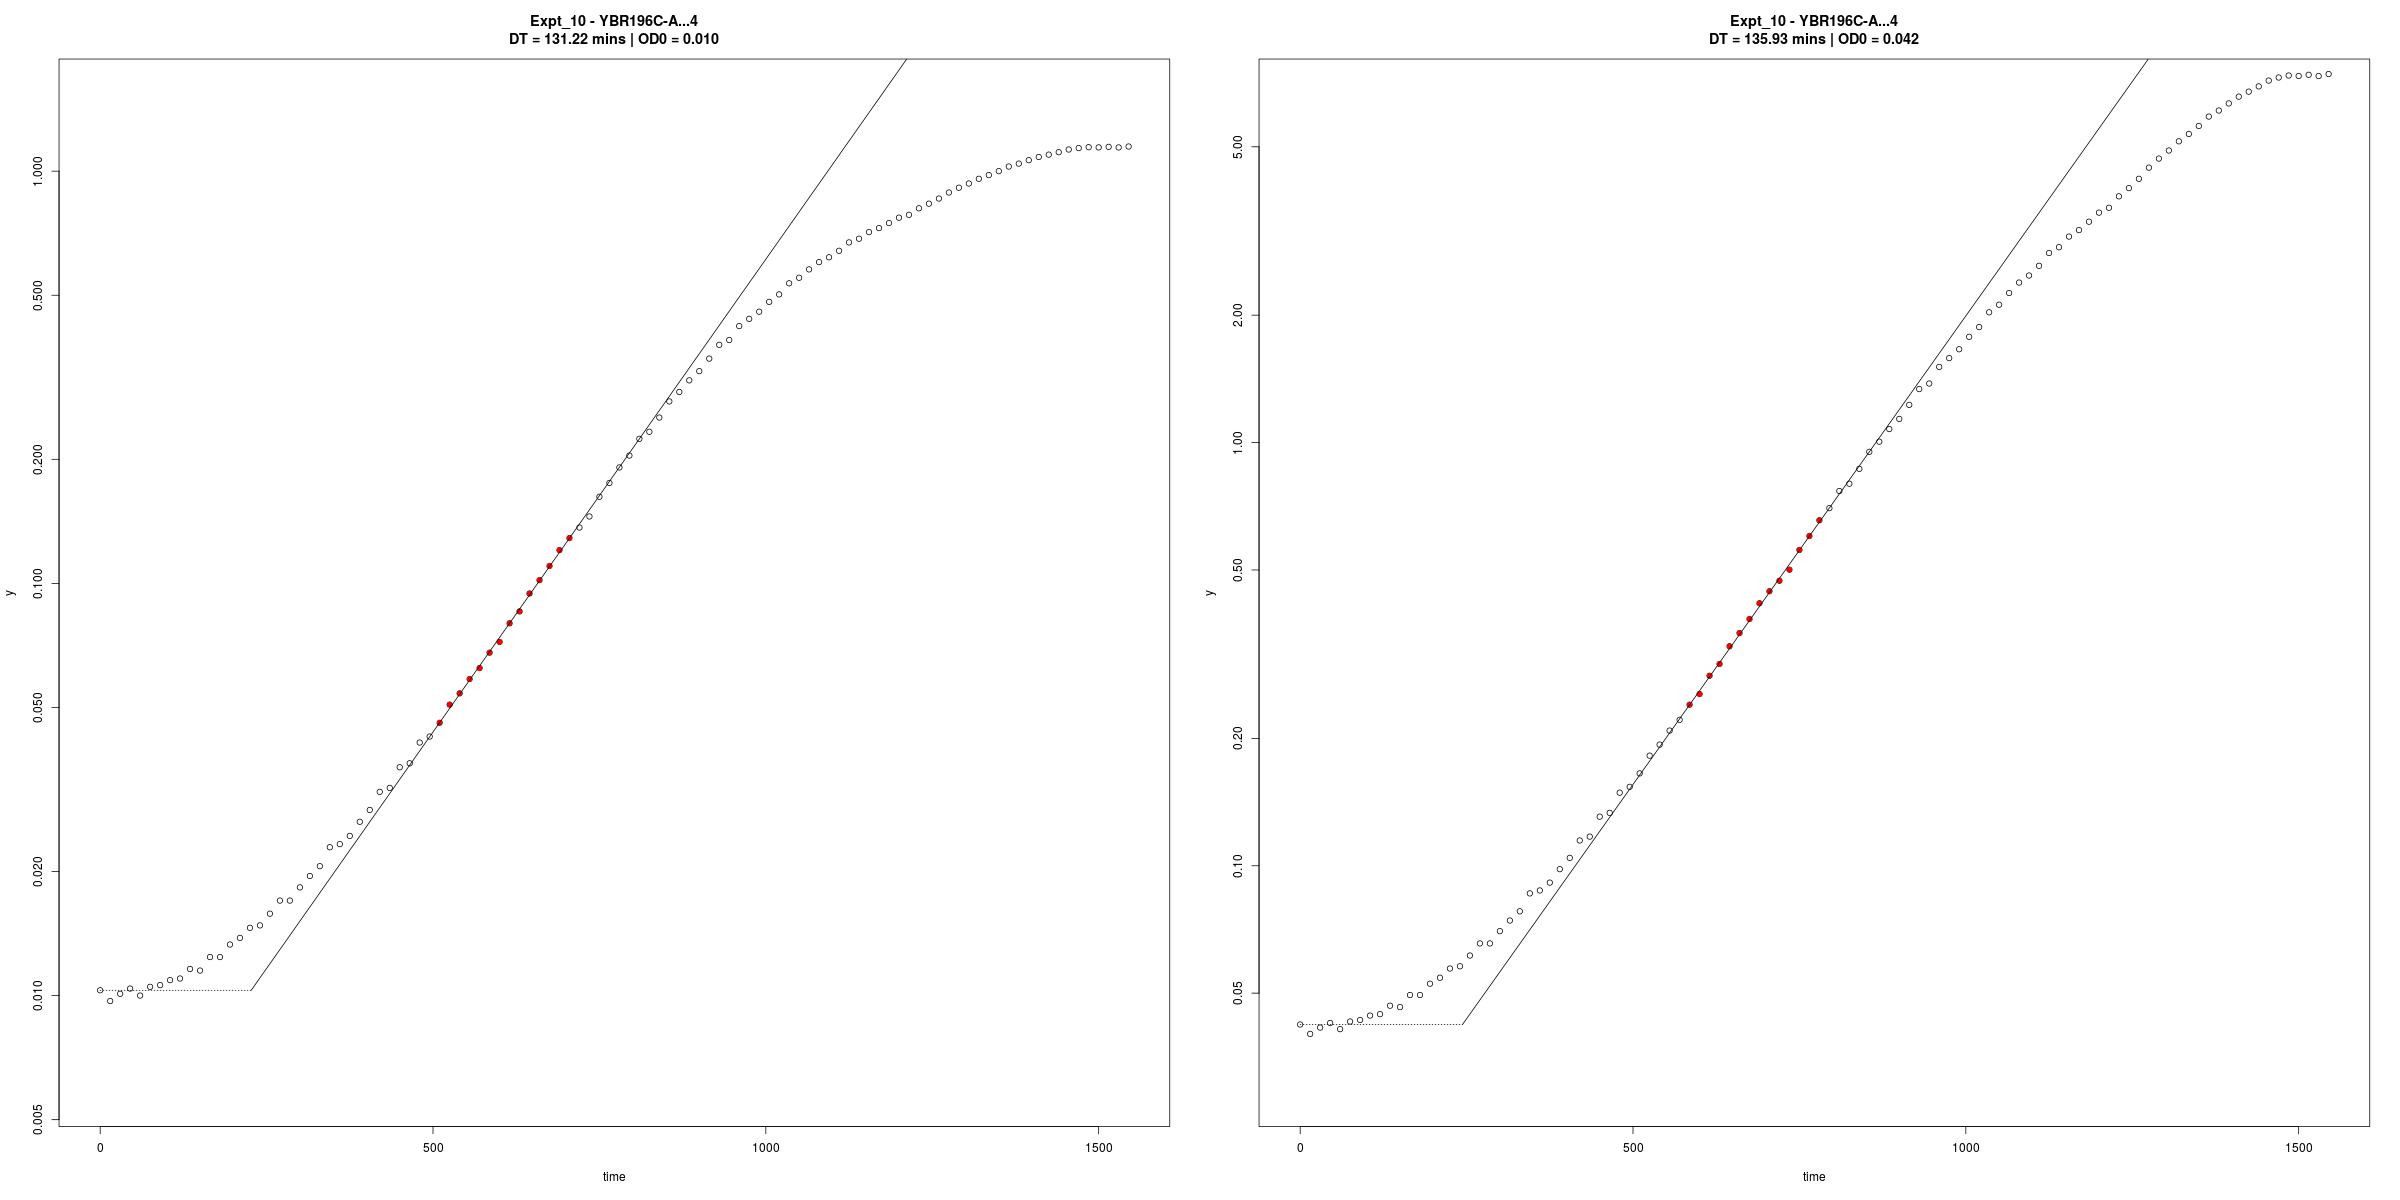 Expt_10 - YBR196C-A...4
DT = 131.22 mins | OD0 = 0.010
1.000
0.500
0.200
0.100
0.050
0.020
0.010
0.005
y
0
500
1000
1500
time
Expt_10 - YBR196C-A...4
DT = 135.93 mins | OD0 = 0.042
5.00
2.00
1.00
0.50
0.20
0.10
0.05
y
0
500
1000
1500
time